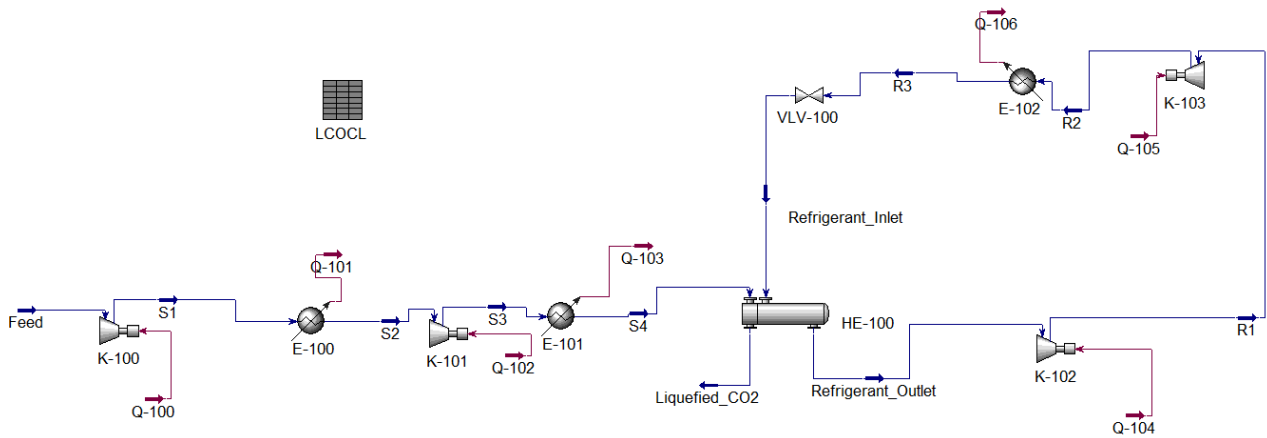 Q-106
R3
E-102
R2
K-103
VLV-100
Q-105
LCOCL
Refrigerant_Inlet
Q-101
Q-103
Feed
S1
K-100
E-100
S2
S3
K-101
E-101
S4
HE-100
R1
Q-102
K-102
Q-100
Liquefied_CO2
Refrigerant_Outlet
Q-104